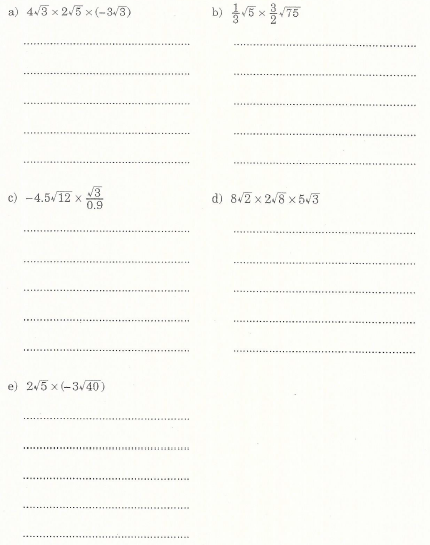 a) 4√3 × 2√5 × (−3√3)
b) 1/3 √5 × 3/2 √75
c) −4.5√12 × √3/0.9
d) 8√2 × 2√8 × 5√3
e) 2√5 × (−3√40)